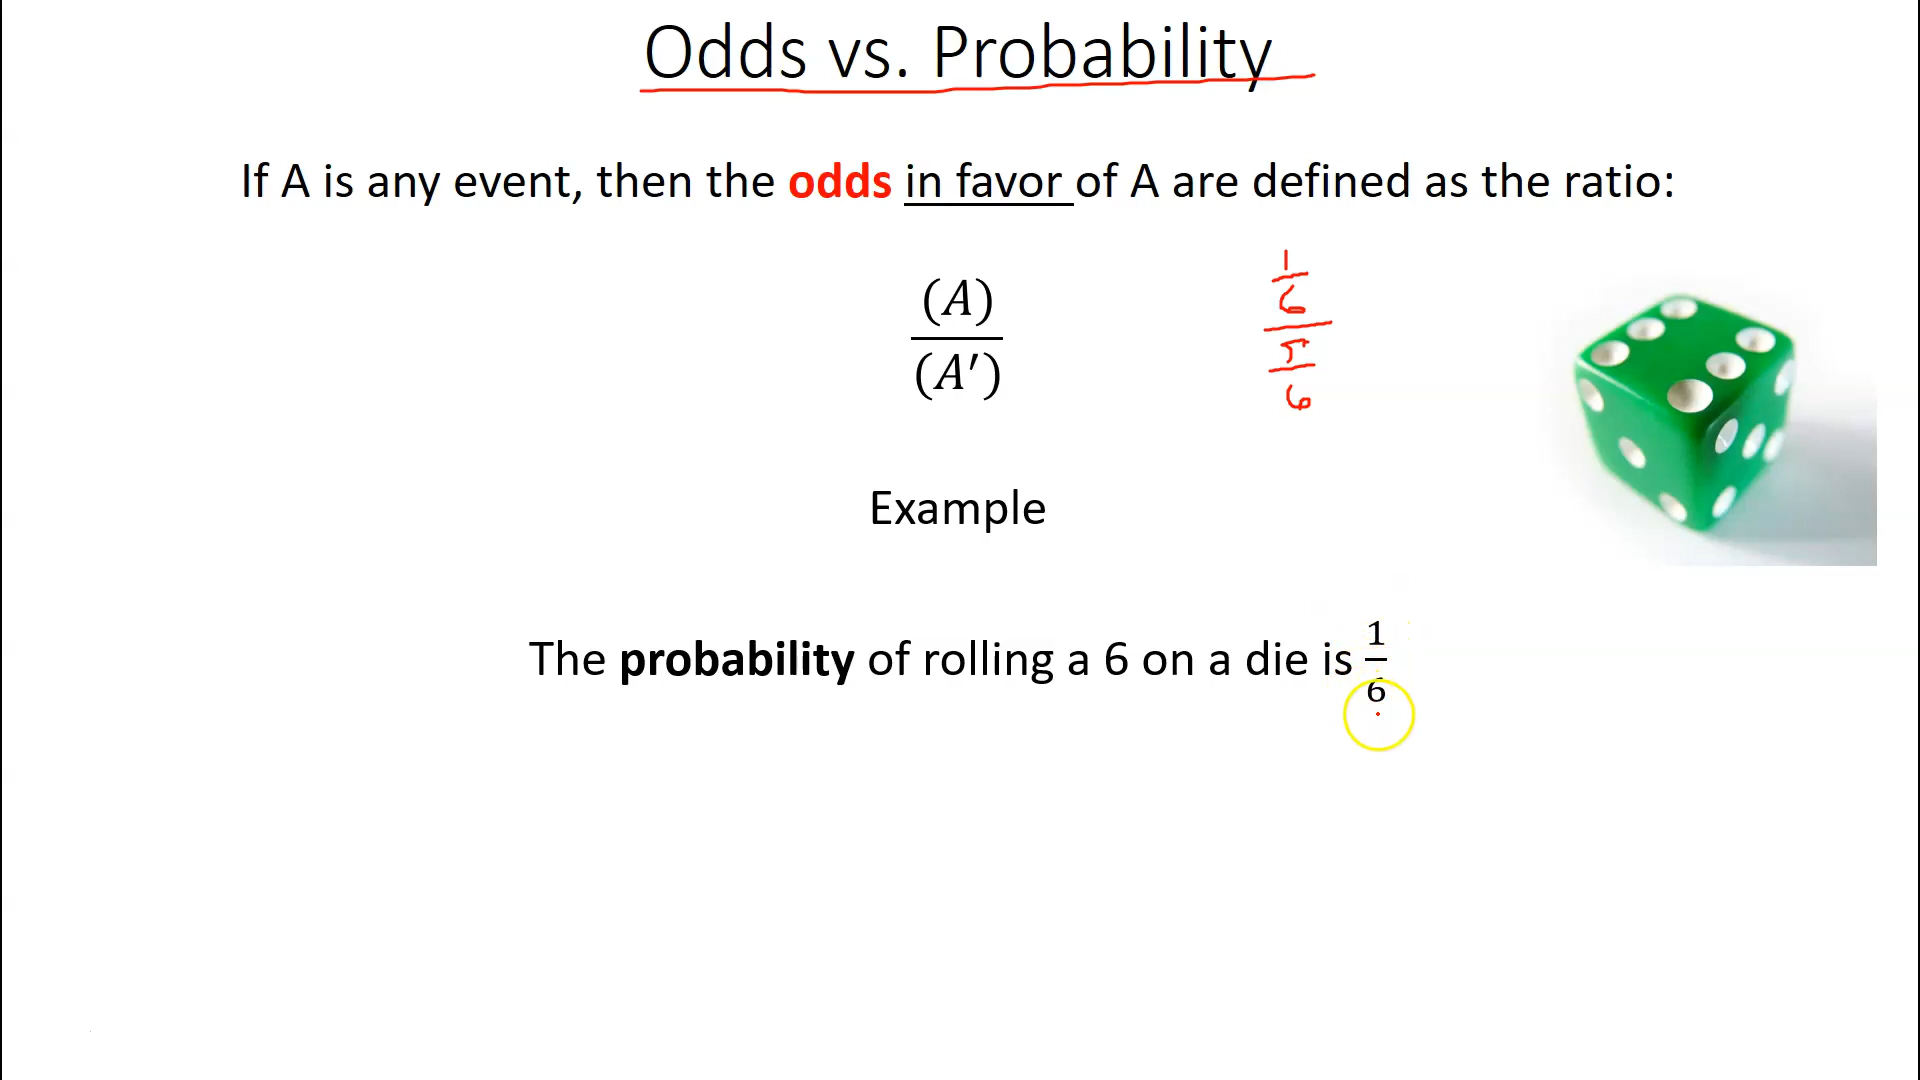 Odds vs. Probability
If A is any event, then the odds in favor of A are defined as the ratio:
(A)
(A′)
1
6
5
6
Example
The probability of rolling a 6 on a die is 1/6